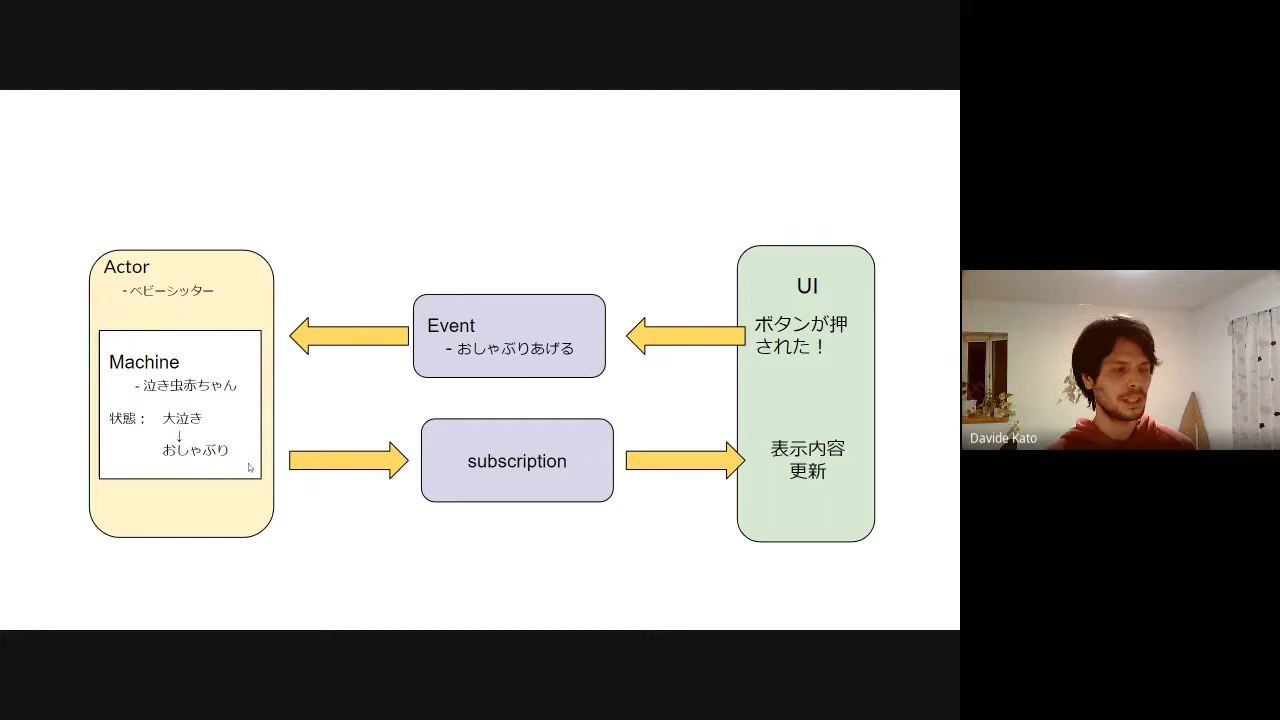 Actor
- ベビーシッター
Machine
- 泣き虫赤ちゃん
状態： 大泣き
↓
おしゃぶり
Event
- おしゃぶりあげる
subscription
UI
ボタンが押
された！
表示内容
更新
Davide Kato